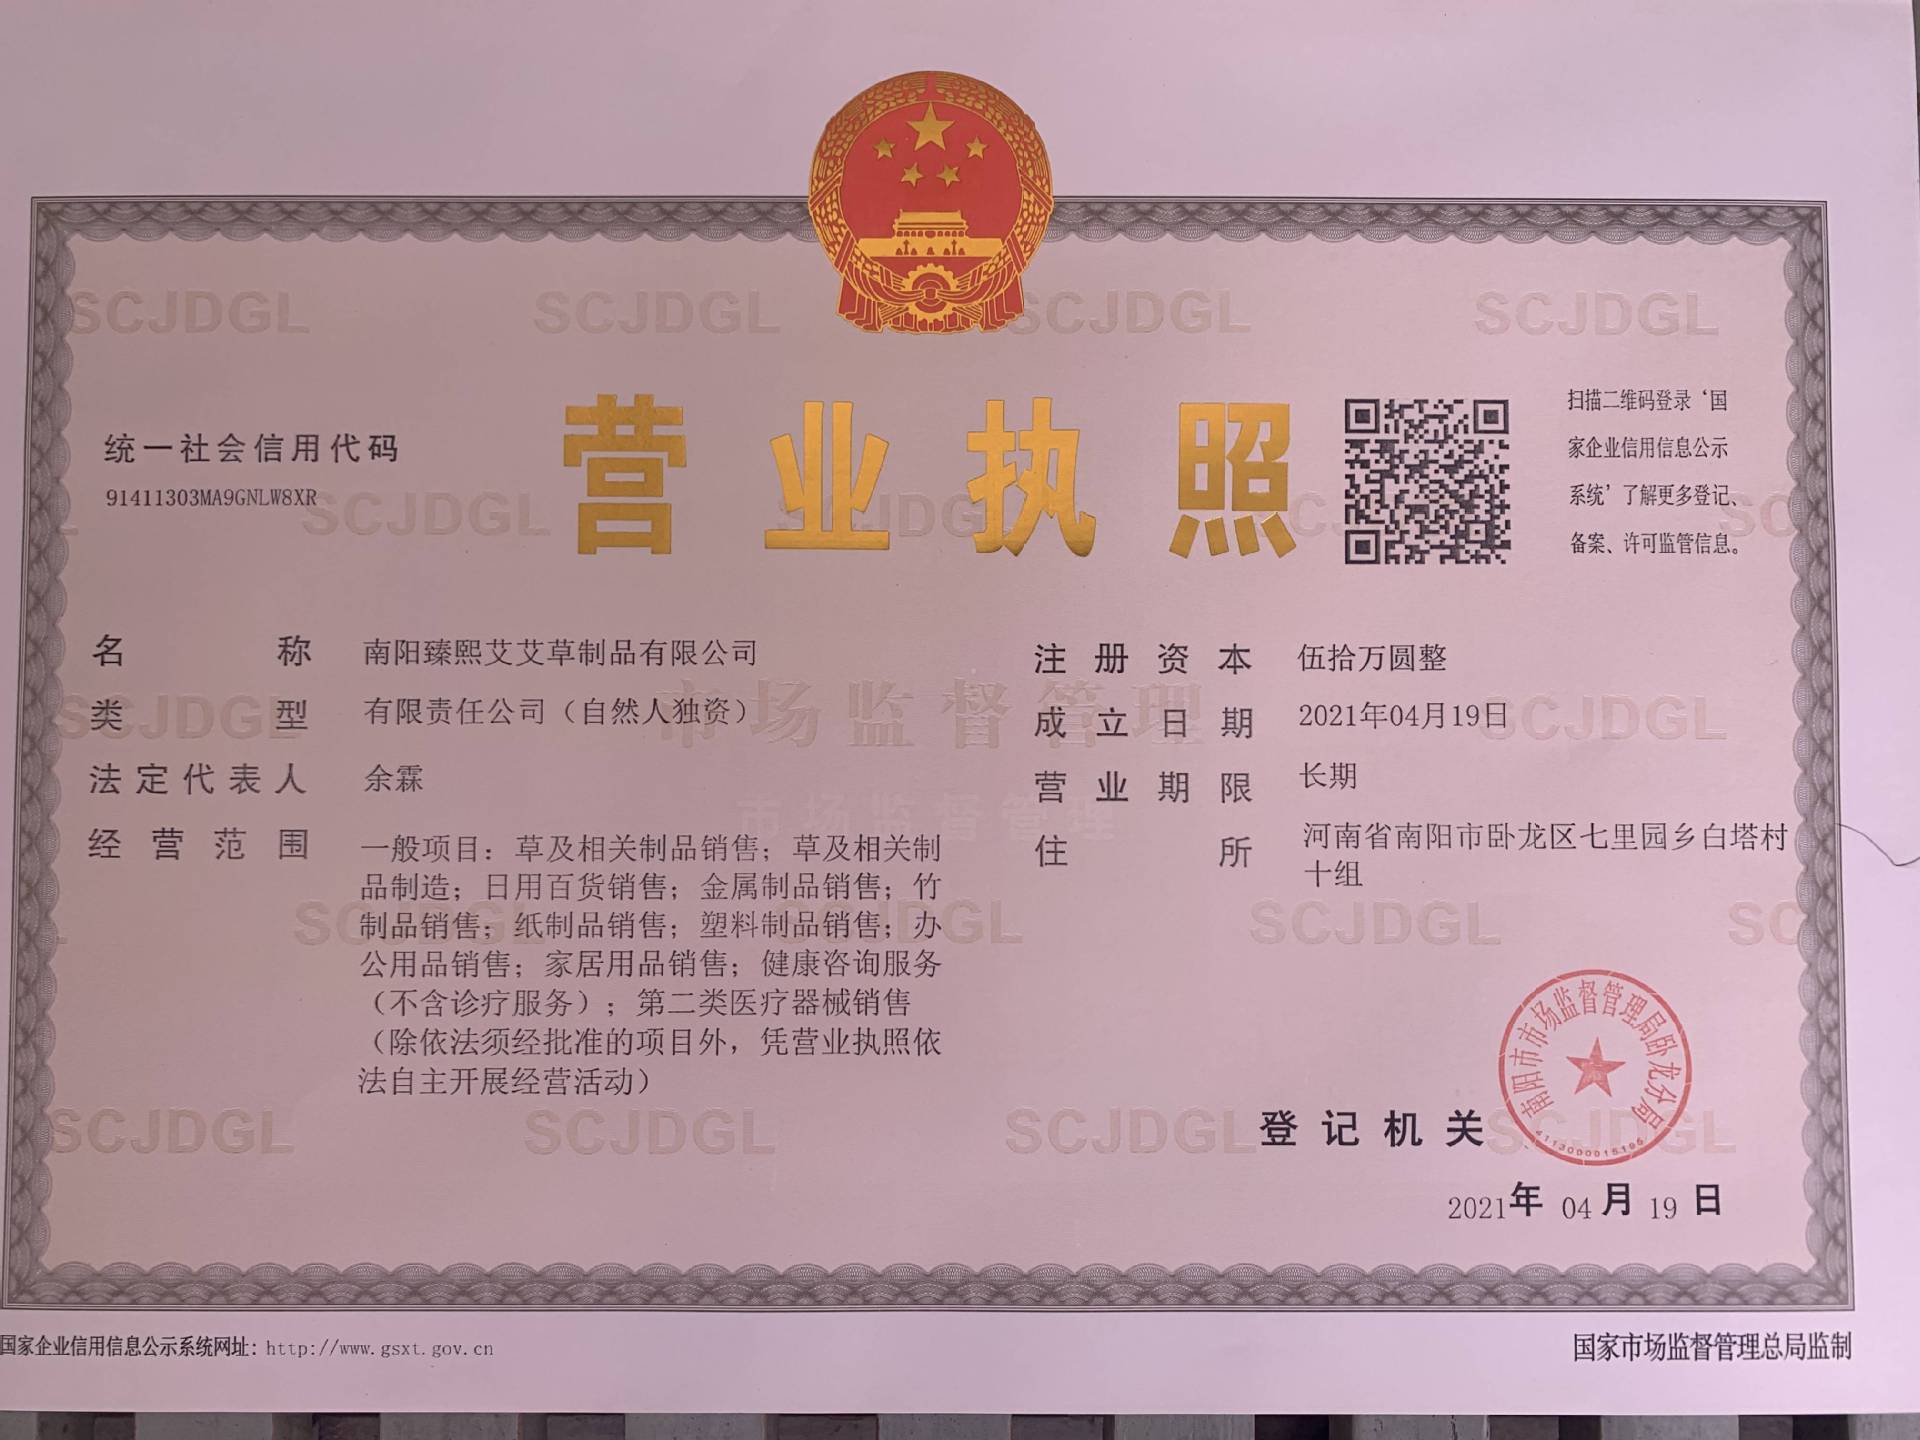 营业执照
统一社会信用代码
91411303MA9GNLW8XR
扫描二维码登录‘国
家企业信用信息公示
系统’了解更多登记、
备案、许可监管信息。
名称 南阳臻熙艾艾草制品有限公司
类型 有限责任公司（自然人独资）
法定代表人 余霖
经营范围 一般项目：草及相关制品销售；草及相关制
品制造；日用百货销售；金属制品销售；竹
制品销售；纸制品销售；塑料制品销售；办
公用品销售；家居用品销售；健康咨询服务
（不含诊疗服务）；第二类医疗器械销售
（除依法须经批准的项目外，凭营业执照依
法自主开展经营活动）
注册资本 伍拾万圆整
成立日期 2021年04月19日
营业期限 长期
住所 河南省南阳市卧龙区七里园乡白塔村
十组
登记机关
南阳市市场监督管理局卧龙分局
2021年 04月 19日
国家企业信用信息公示系统网址：http://www.gsxt.gov.cn
国家市场监督管理总局监制
SCJDGL
市场监督管理